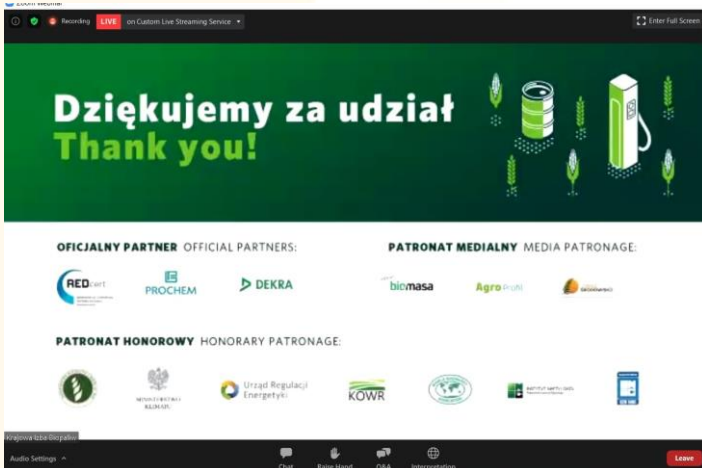 Zoom Webinar
Recording LIVE on Custom Live Streaming Service
Enter Full Screen
Dziękujemy za udział
Thank you!
OFICJALNY PARTNER OFFICIAL PARTNERS:
PATRONAT MEDIALNY MEDIA PATRONAGE:
REDcert
PROCHEM
DEKRA
biomasa
Agro Profil
PATRONAT HONOROWY HONORARY PATRONAGE:
MINISTERSTWO
KLIMATU
Urząd Regulacji
Energetyki
KOWR
Krajowa Izba Biopaliw
Audio Settings
Chat
Raise Hand
Q&A
Interpretation
Leave